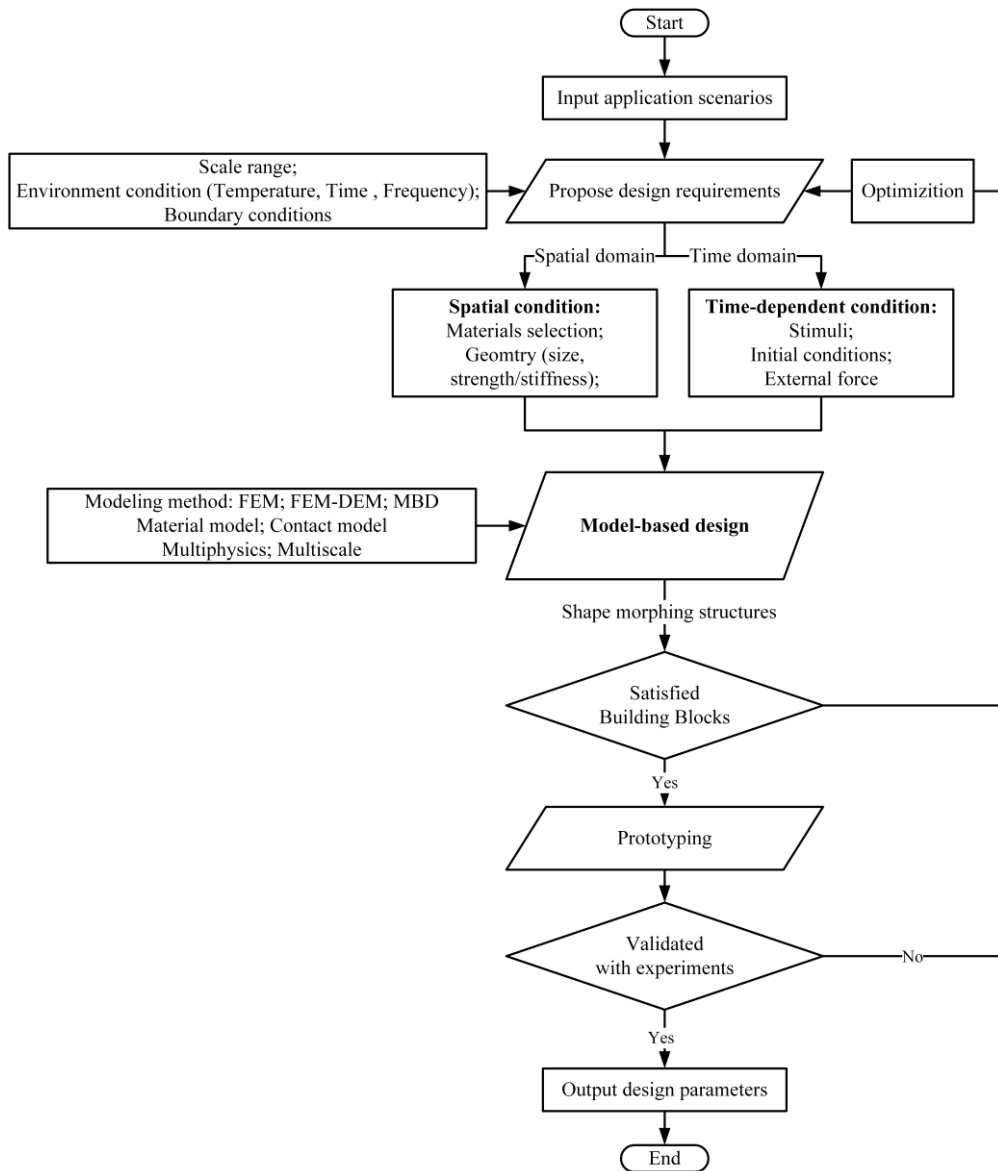 Start
Input application scenarios
Scale range;
Environment condition (Temperature, Time , Frequency);
Boundary conditions
Propose design requirements
Optimizition
Spatial domain
Time domain
Spatial condition:
Materials selection;
Geomtry (size,
strength/stiffness);
Time-dependent condition:
Stimuli;
Initial conditions;
External force
Modeling method: FEM; FEM-DEM; MBD
Material model; Contact model
Multiphysics; Multiscale
Model-based design
Shape morphing structures
Satisfied
Building Blocks
Yes
Prototyping
Validated
with experiments
No
Yes
Output design parameters
End